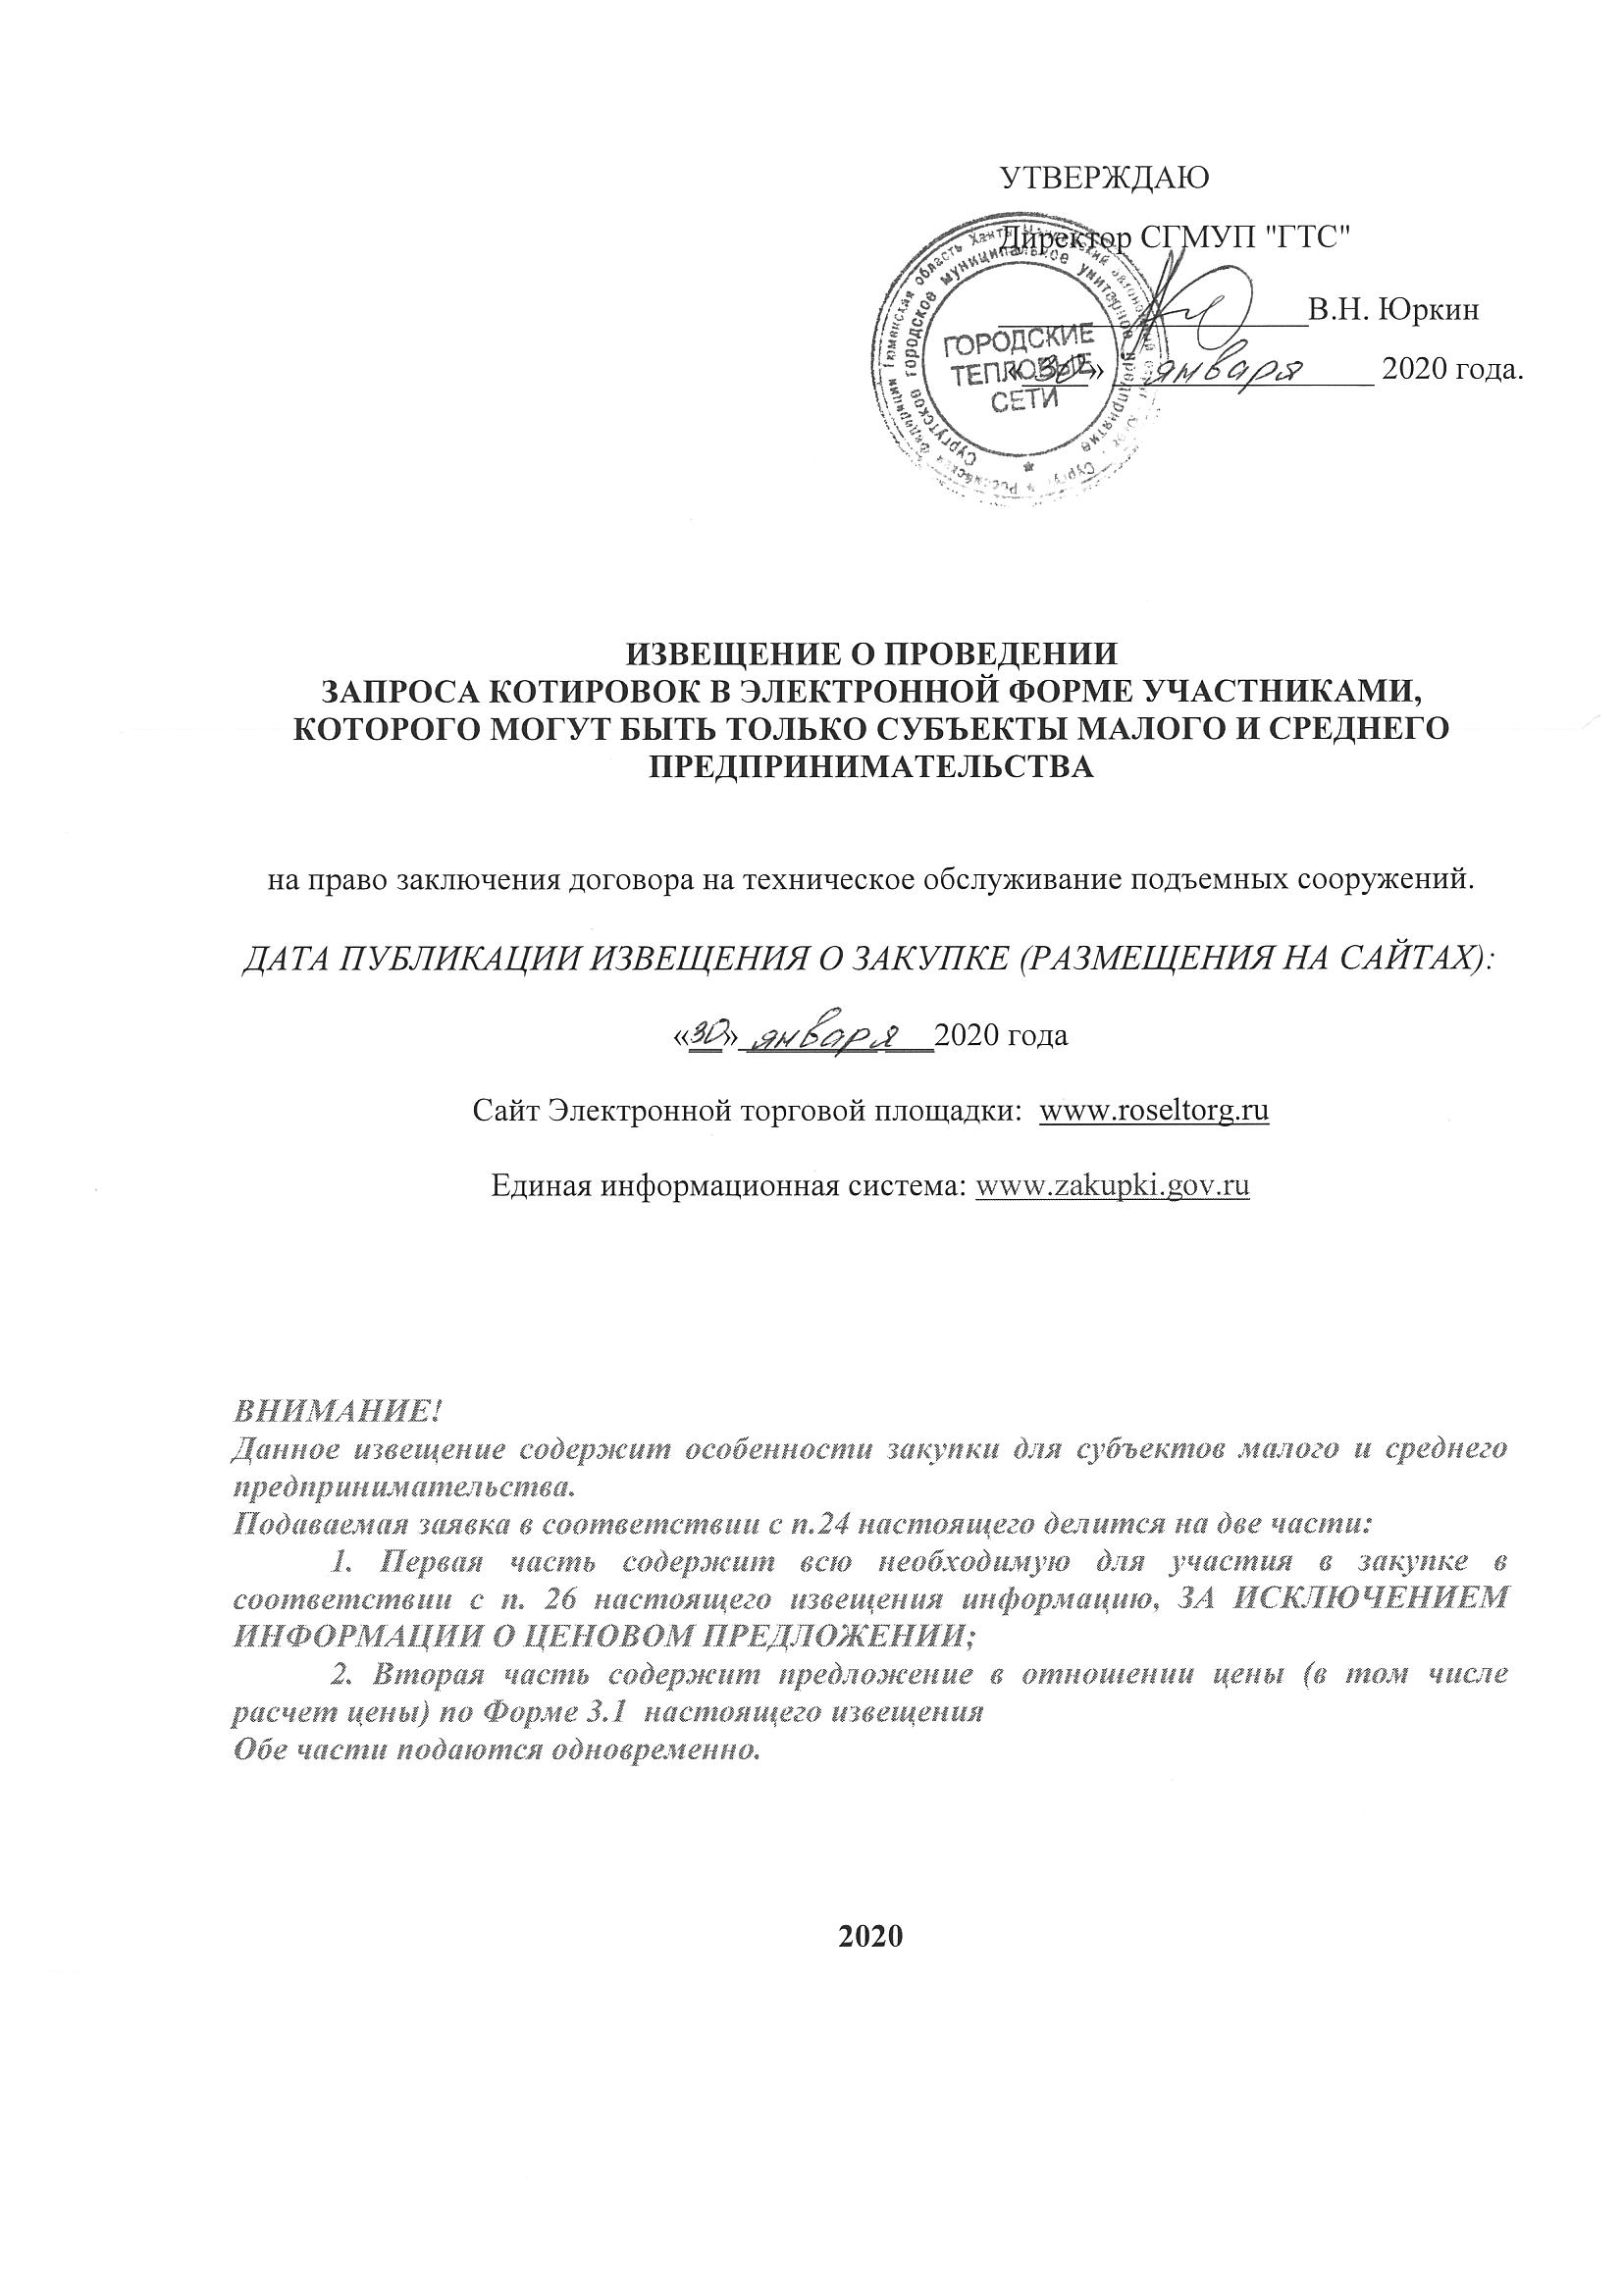 УТВЕРЖДАЮ
Директор СГМУП "ГТС"
В.Н. Юркин
«30» января 2020 года.
Сургутское городское муниципальное унитарное предприятие
ГОРОДСКИЕ
ТЕПЛОВЫЕ
СЕТИ
ИЗВЕЩЕНИЕ О ПРОВЕДЕНИИ
ЗАПРОСА КОТИРОВОК В ЭЛЕКТРОННОЙ ФОРМЕ УЧАСТНИКАМИ,
КОТОРОГО МОГУТ БЫТЬ ТОЛЬКО СУБЪЕКТЫ МАЛОГО И СРЕДНЕГО
ПРЕДПРИНИМАТЕЛЬСТВА
на право заключения договора на техническое обслуживание подъемных сооружений.
ДАТА ПУБЛИКАЦИИ ИЗВЕЩЕНИЯ О ЗАКУПКЕ (РАЗМЕЩЕНИЯ НА САЙТАХ):
«30» января 2020 года
Сайт Электронной торговой площадки: www.roseltorg.ru
Единая информационная система: www.zakupki.gov.ru
ВНИМАНИЕ!
Данное извещение содержит особенности закупки для субъектов малого и среднего
предпринимательства.
Подаваемая заявка в соответствии с п.24 настоящего делится на две части:
1. Первая часть содержит всю необходимую для участия в закупке в
соответствии с п. 26 настоящего извещения информацию, ЗА ИСКЛЮЧЕНИЕМ
ИНФОРМАЦИИ О ЦЕНОВОМ ПРЕДЛОЖЕНИИ;
2. Вторая часть содержит предложение в отношении цены (в том числе
расчет цены) по Форме 3.1 настоящего извещения
Обе части подаются одновременно.
2020